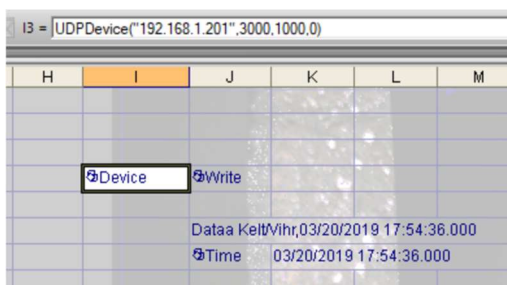 I3 = UDPDevice("192.168.1.201",3000,1000,0)
H I J K L M
Device Write
Dataa Kelt/Vihr,03/20/2019 17:54:36.000
Time 03/20/2019 17:54:36.000